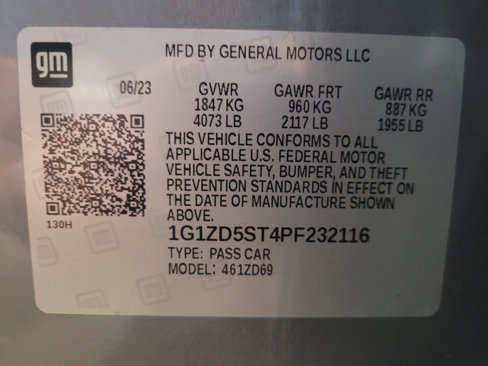 gm
MFD BY GENERAL MOTORS LLC
06/23 GVWR GAWR FRT GAWR RR
1847 KG 960 KG 887 KG
4073 LB 2117 LB 1955 LB
THIS VEHICLE CONFORMS TO ALL
APPLICABLE U.S. FEDERAL MOTOR
VEHICLE SAFETY, BUMPER, AND THEFT
PREVENTION STANDARDS IN EFFECT ON
THE DATE OF MANUFACTURE SHOWN
ABOVE.
130H
1G1ZD5ST4PF232116
TYPE: PASS CAR
MODEL: 461ZD69